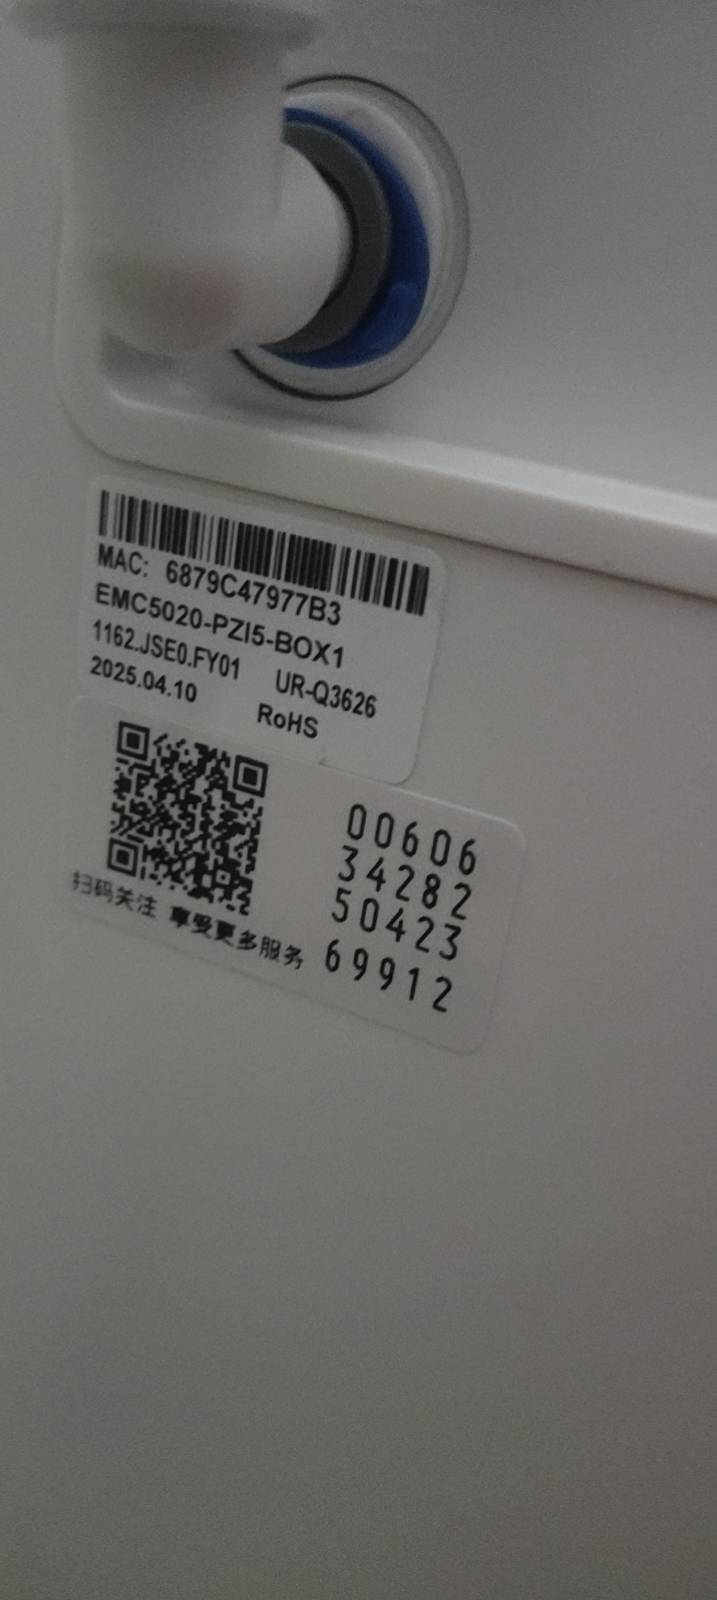 MAC: 6879C47977B3
EMC5020-PZI5-BOX1
1162.JSE0.FY01 UR-Q3626
2025.04.10 RoHS
00606
34282
50423
69912
扫码关注 享受更多服务